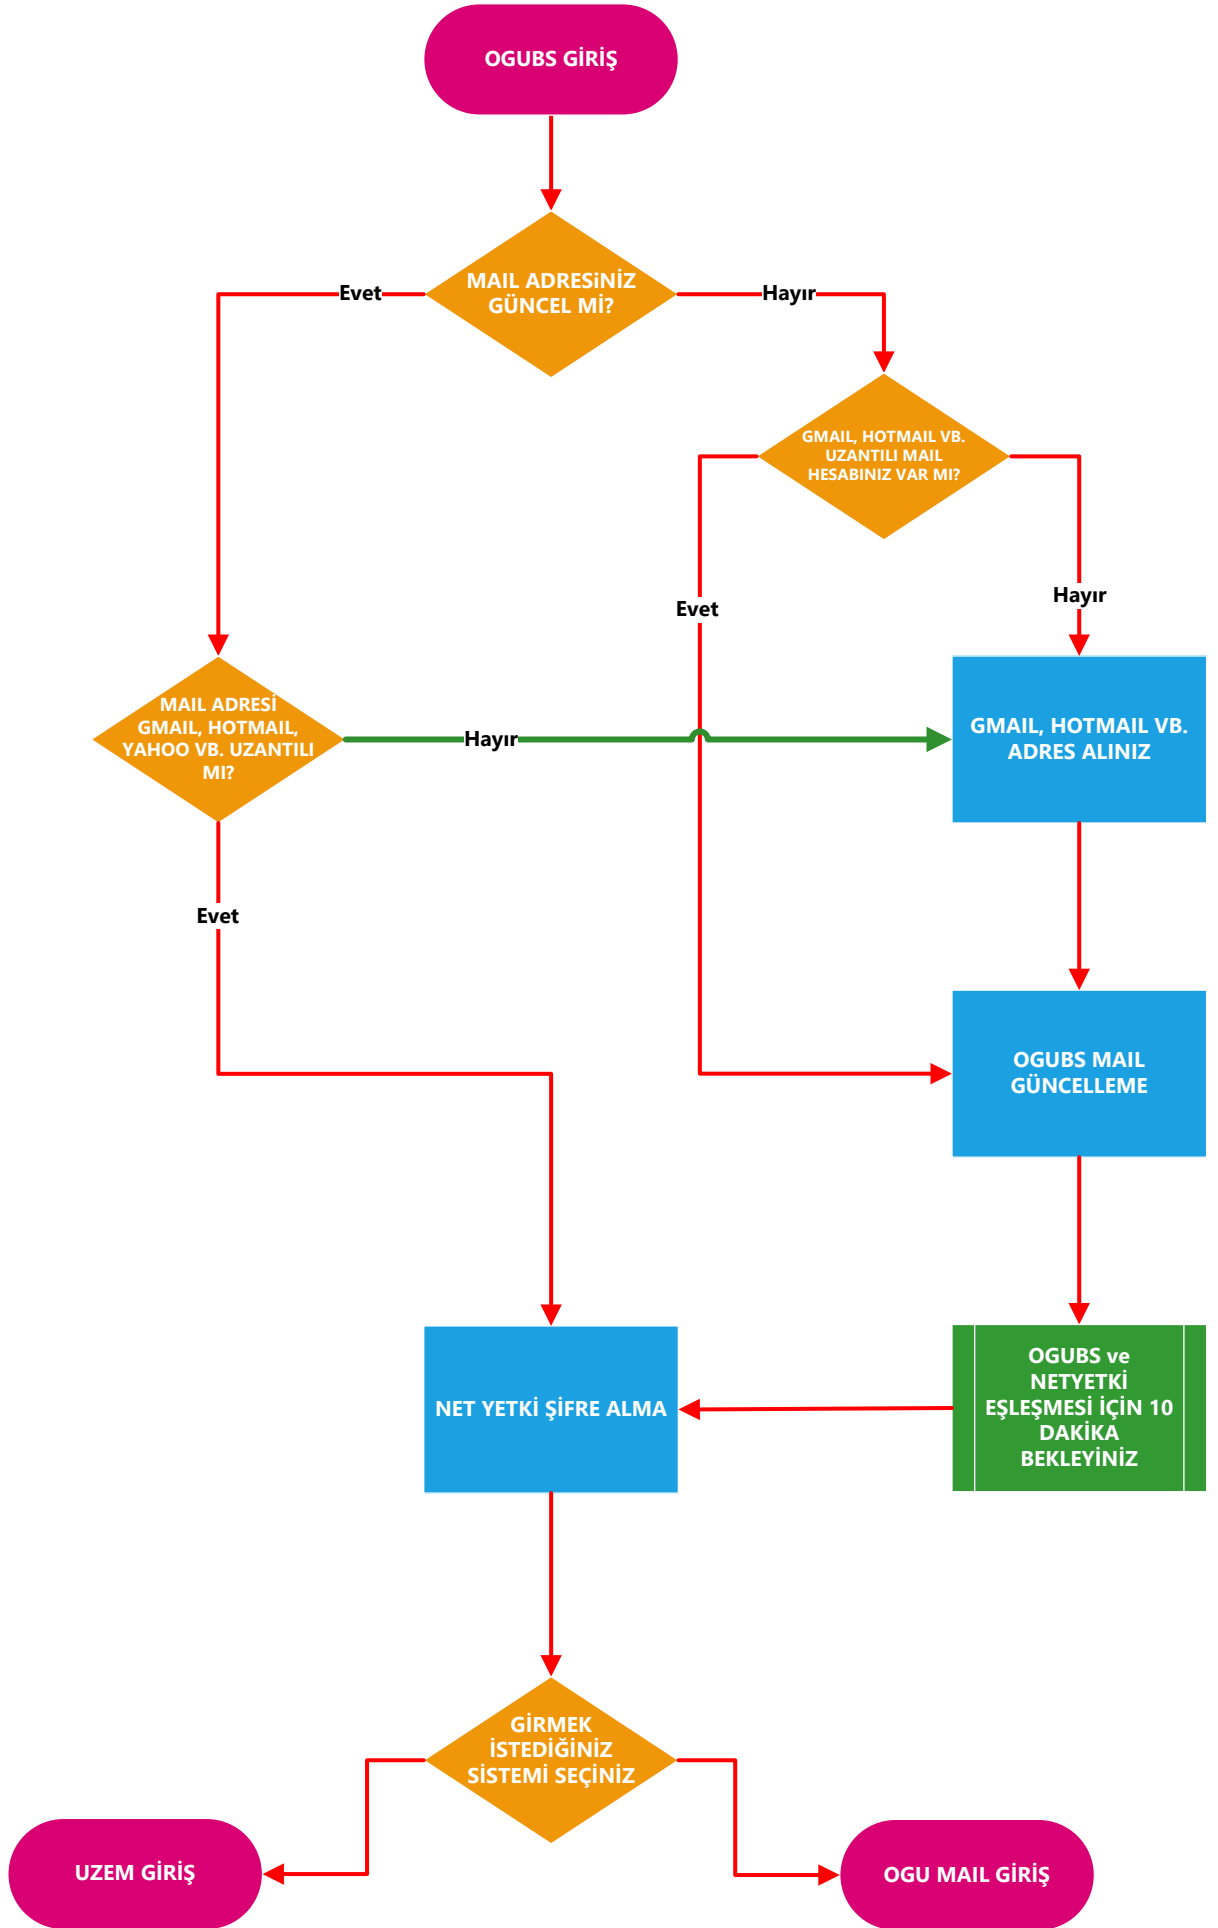 OGUBS GİRİŞ
MAIL ADRESiNİZ
GÜNCEL Mİ?
Evet
Hayır
GMAIL, HOTMAIL VB.
UZANTILI MAIL
HESABINIZ VAR MI?
Evet
Hayır
MAIL ADRESİ
GMAIL, HOTMAIL,
YAHOO VB. UZANTILI
MI?
Hayır
GMAIL, HOTMAIL VB.
ADRES ALINIZ
Evet
OGUBS MAIL
GÜNCELLEME
NET YETKİ ŞİFRE ALMA
OGUBS ve
NETYETKİ
EŞLEŞMESİ İÇİN 10
DAKİKA
BEKLEYİNİZ
GİRMEK
İSTEDİĞİNİZ
SİSTEMİ SEÇİNİZ
UZEM GİRİŞ
OGU MAIL GİRİŞ